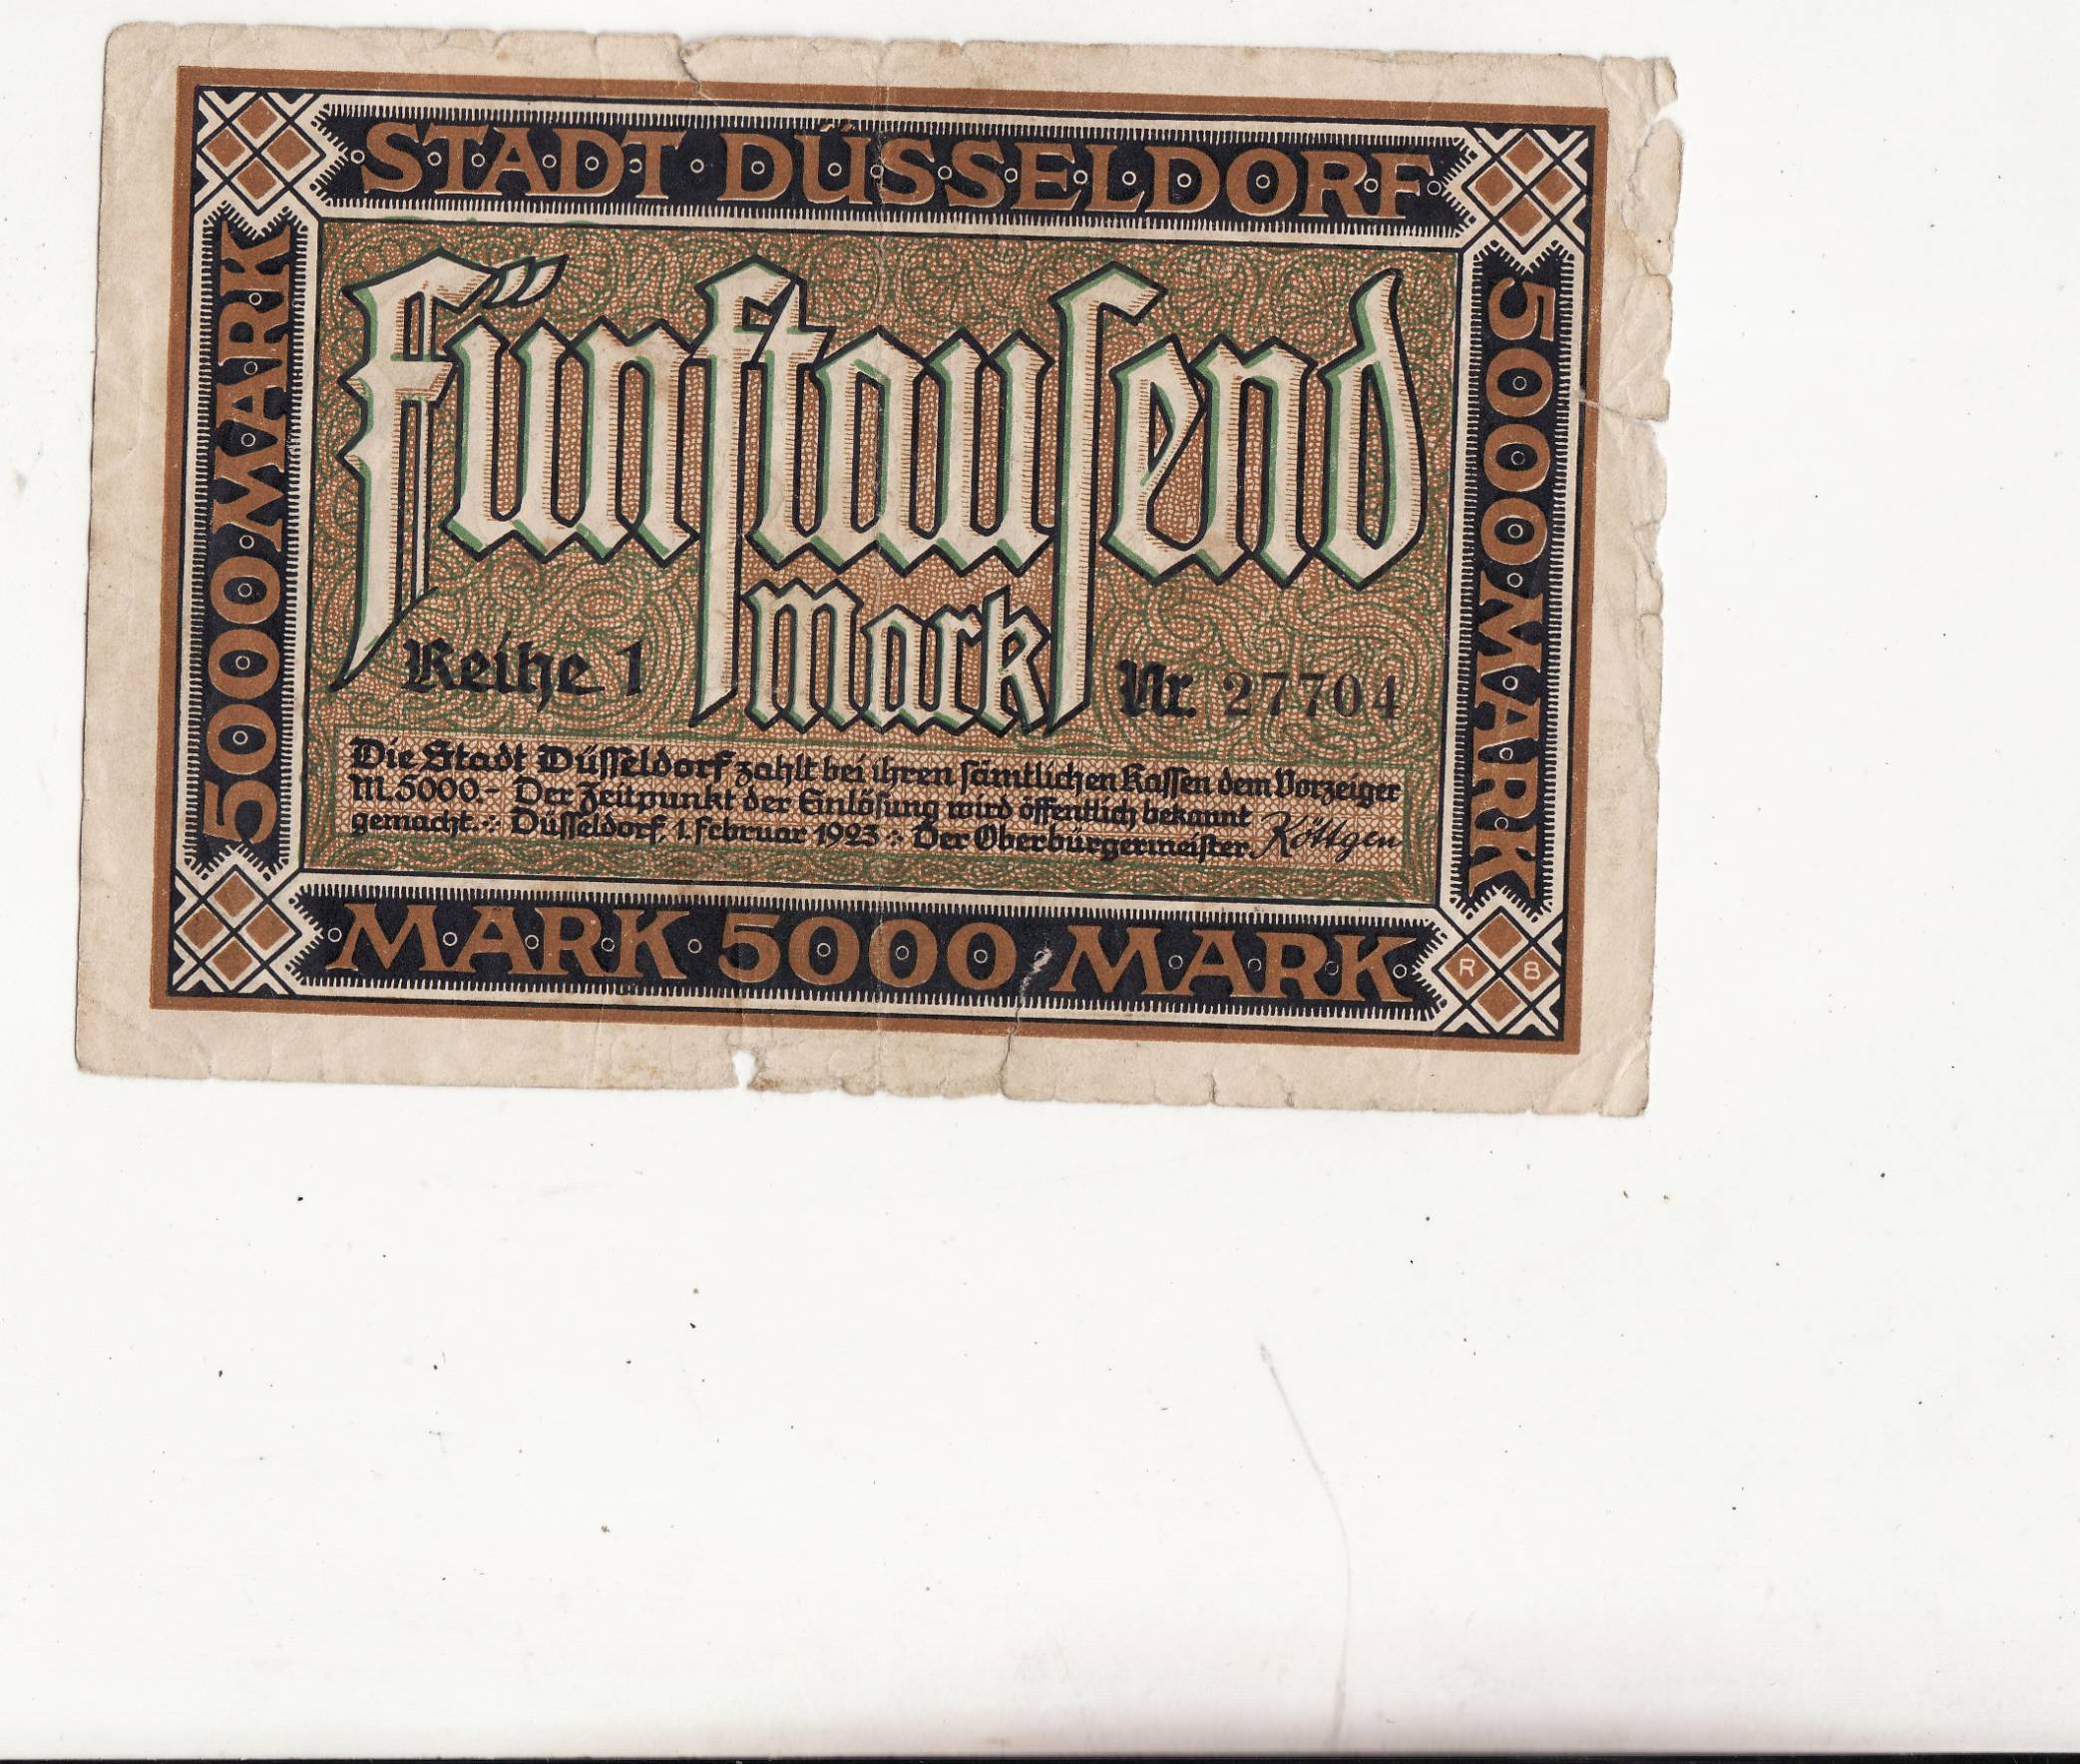 STADT DÜSSELDORF
5000 MARK
Fünftausend
Mark
5000 MARK
Reihe 1
Nr. 27704
Die Stadt Düsseldorf zahlt bei ihren sämtlichen Kassen dem Vorzeiger
M.5000.- Der Zeitpunkt der Einlösung wird öffentlich bekannt
gemacht. Düsseldorf, 1. Februar 1923 Der Oberbürgermeister. Köttgen
MARK 5000 MARK
R B